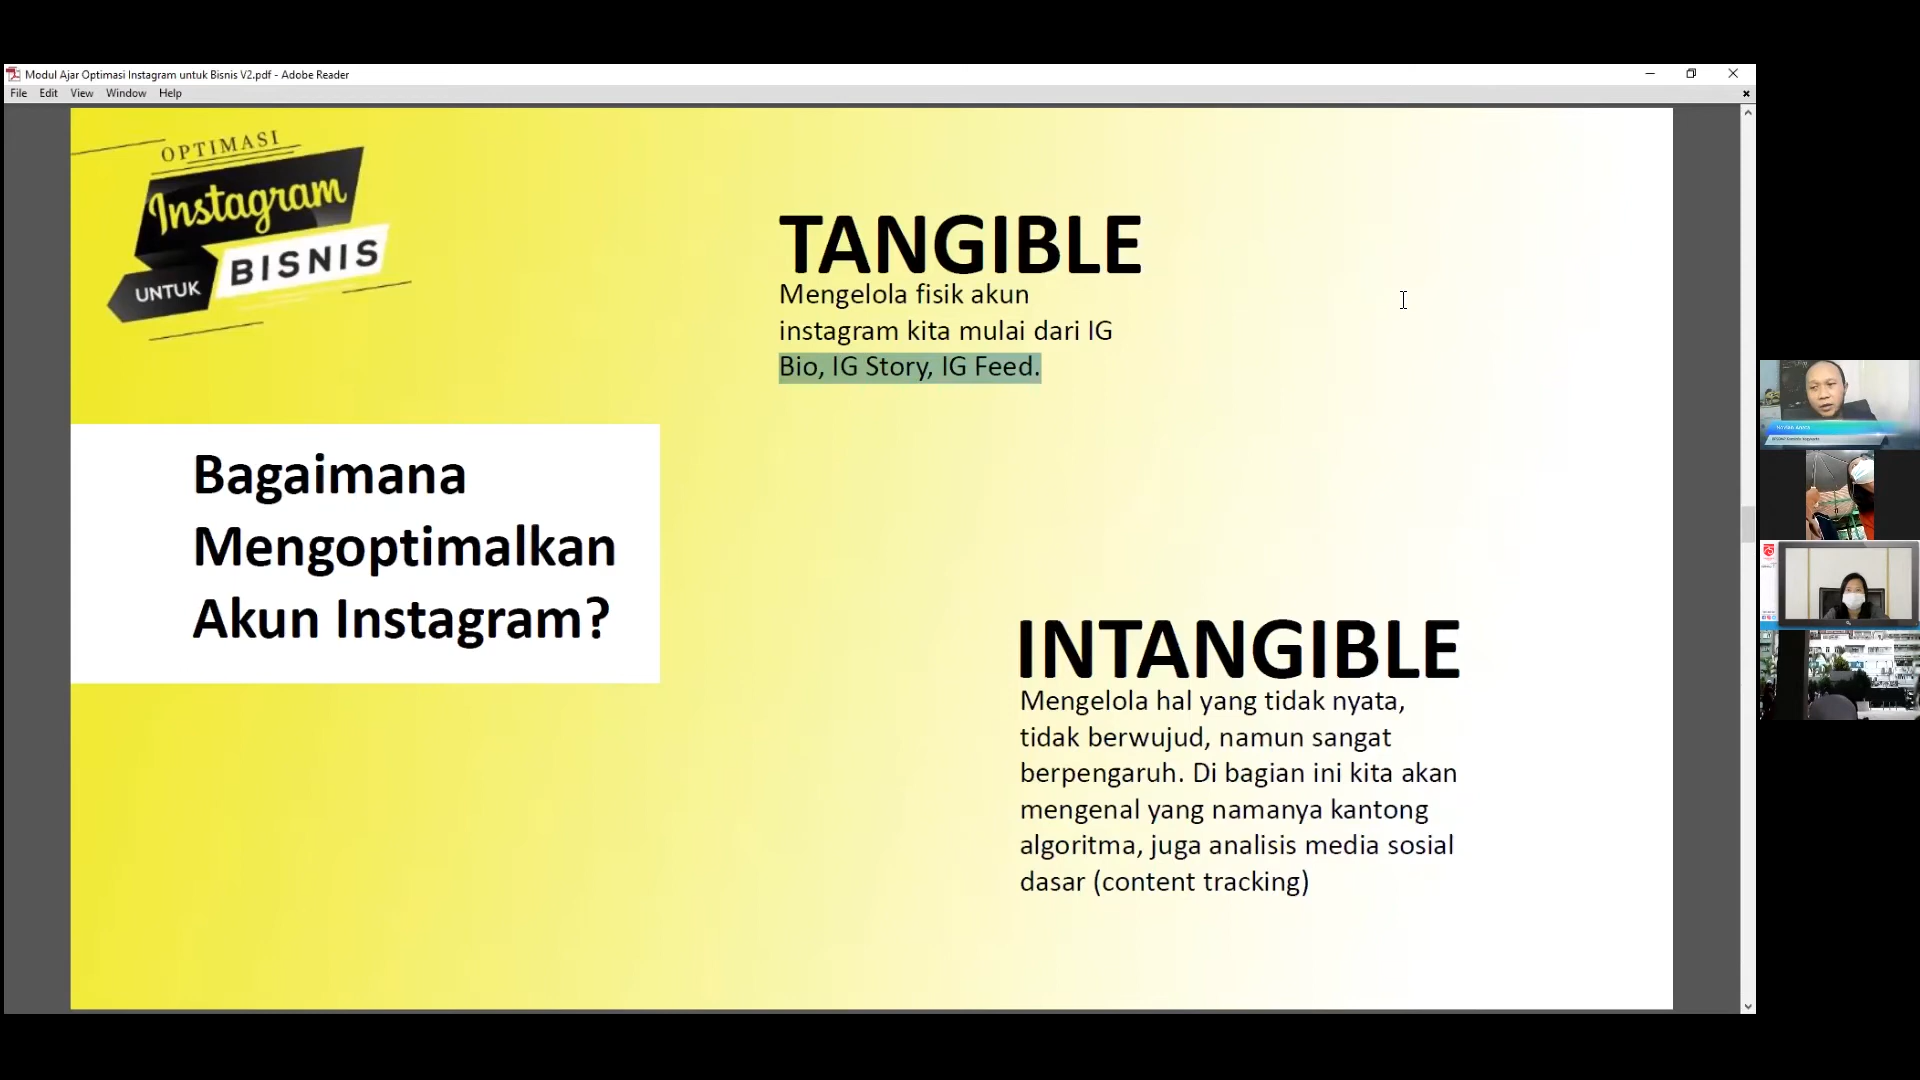 Modul Ajar Optimasi Instagram untuk Bisnis V2.pdf - Adobe Reader
File Edit View Window Help
OPTIMASI
Instagram
UNTUK BISNIS
TANGIBLE
Mengelola fisik akun
instagram kita mulai dari IG
Bio, IG Story, IG Feed.
Bagaimana
Mengoptimalkan
Akun Instagram?
INTANGIBLE
Mengelola hal yang tidak nyata,
tidak berwujud, namun sangat
berpengaruh. Di bagian ini kita akan
mengenal yang namanya kantong
algoritma, juga analisis media sosial
dasar (content tracking)